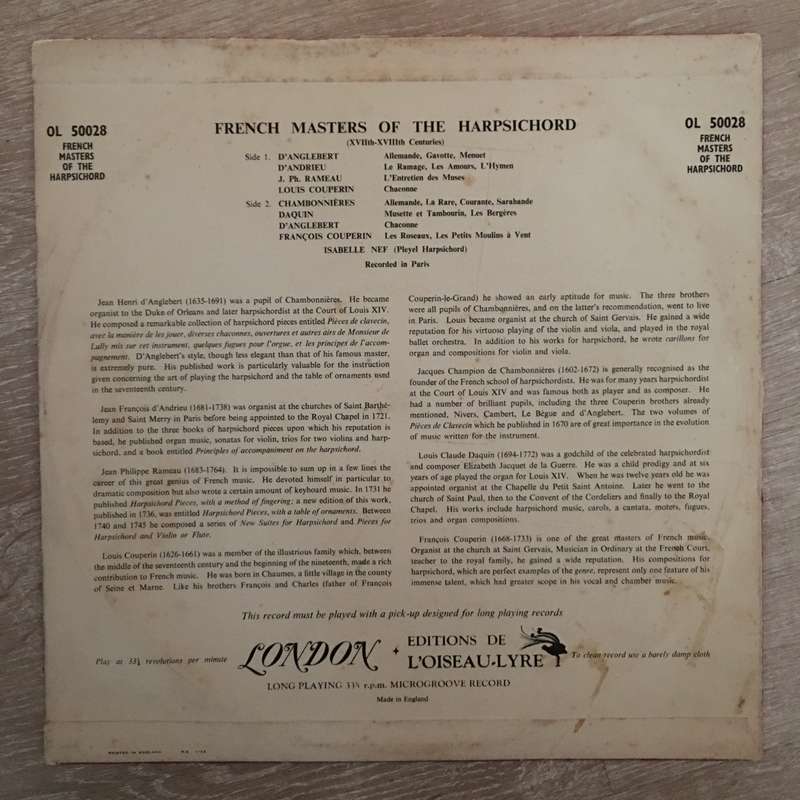 OL 50028
FRENCH
MASTERS
OF THE
HARPSICHORD
FRENCH MASTERS OF THE HARPSICHORD
(XVIIth-XVIIIth Centuries)
Side 1. D'ANGLEBERT Allemande, Gavotte, Menuet
D'ANDRIEU Le Ramage, Les Amours, L'Hymen
J. Ph. RAMEAU L'Entretien des Muses
LOUIS COUPERIN Chaconne
Side 2. CHAMBONNIÈRES Allemande, La Rare, Courante, Sarabande
DAQUIN Musette et Tambourin, Les Bergères
D'ANGLEBERT Chaconne
FRANÇOIS COUPERIN Les Roseaux, Les Petits Moulins à Vent
ISABELLE NEF (Pleyel Harpsichord)
Recorded in Paris
OL 50028
FRENCH
MASTERS
OF THE
HARPSICHORD
Jean Henri d'Anglebert (1635-1691) was a pupil of Chambonnières. He became
organist to the Duke of Orleans and later harpsichordist at the Court of Louis XIV.
He composed a remarkable collection of harpsichord pieces entitled Pièces de clavecin,
avec la manière de les jouer, diverses chaconnes, ouvertures et autres airs de Monsieur de
Lully mis sur cet instrument, quelques fugues pour l'orgue, et les principes de l'accom-
pagnement. D'Anglebert's style, though less elegant than that of his famous master,
is extremely pure. His published work is particularly valuable for the instruction
given concerning the art of playing the harpsichord and the table of ornaments used
in the seventeenth century.
Jean François d'Andrieu (1681-1738) was organist at the churches of Saint Barthé-
lemy and Saint Merry in Paris before being appointed to the Royal Chapel in 1721.
In addition to the three books of harpsichord pieces upon which his reputation is
based, he published organ music, sonatas for violin, trios for two violins and harp-
sichord, and a book entitled Principles of accompaniment on the harpsichord.
Jean Philippe Rameau (1683-1764). It is impossible to sum up in a few lines the
career of this great genius of French music. He devoted himself in particular to
dramatic composition but also wrote a certain amount of keyboard music. In 1731 he
published Harpsichord Pieces, with a method of fingering; a new edition of this work,
published in 1736, was entitled Harpsichord Pieces, with a table of ornaments. Between
1740 and 1745 he composed a series of New Suites for Harpsichord and Pieces for
Harpsichord and Violin or Flute.
Louis Couperin (1626-1661) was a member of the illustrious family which, between
the middle of the seventeenth century and the beginning of the nineteenth, made a rich
contribution to French music. He was born in Chaumes, a little village in the county
of Seine et Marne. Like his brothers François and Charles (father of François
Couperin-le-Grand) he showed an early aptitude for music. The three brothers
were all pupils of Chambonnières, and on the latter's recommendation, went to live
in Paris. Louis became organist at the church of Saint Gervais. He gained a wide
reputation for his virtuoso playing of the violin and viola, and played in the royal
ballet orchestra. In addition to his works for harpsichord, he wrote carillons for
organ and compositions for violin and viola.
Jacques Champion de Chambonnières (1602-1672) is generally recognised as the
founder of the French school of harpsichordists. He was for many years harpsichordist
at the Court of Louis XIV and was famous both as player and as composer. He
had a number of brilliant pupils, including the three Couperin brothers already
mentioned, Nivers, Cambert, Le Bègue and d'Anglebert. The two volumes of
Pièces de Clavecin which he published in 1670 are of great importance in the evolution
of music written for the instrument.
Louis Claude Daquin (1694-1772) was a godchild of the celebrated harpsichordist
and composer Elizabeth Jacquet de la Guerre. He was a child prodigy and at six
years of age played the organ for Louis XIV. When he was twelve years old he was
appointed organist at the Chapelle du Petit Saint Antoine. Later he went to the
church of Saint Paul, then to the Convent of the Cordeliers and finally to the Royal
Chapel. His works include harpsichord music, carols, a cantata, motets, fugues,
trios and organ compositions.
François Couperin (1668-1733) is one of the great masters of French music.
Organist at the church at Saint Gervais, Musician in Ordinary at the French Court,
teacher to the royal family, he gained a wide reputation. His compositions for
harpsichord, which are perfect examples of the genre, represent only one feature of his
immense talent, which had greater scope in his vocal and chamber music.
This record must be played with a pick-up designed for long playing records
Play at 33⅓ revolutions per minute
LONDON
EDITIONS DE
L'OISEAU-LYRE
To clean record use a barely damp cloth
LONG PLAYING 33⅓ r.p.m. MICROGROOVE RECORD
Made in England
PRINTED IN ENGLAND